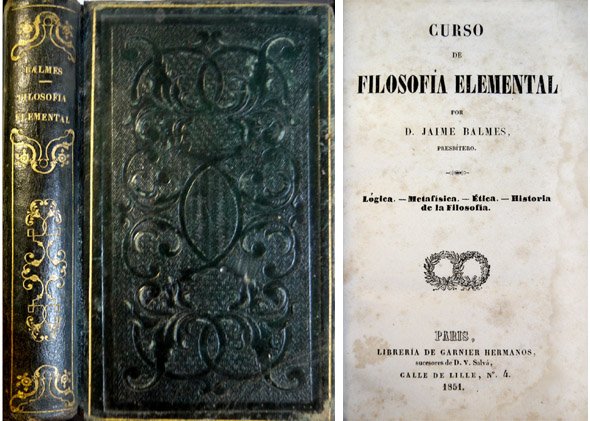 BALMES
FILOSOFIA
ELEMENTAL
CURSO
DE
FILOSOFÍA ELEMENTAL
POR
D. JAIME BALMES,
PRESBÍTERO.
Lógica. — Metafísica. — Ética. — Historia
de la Filosofía.
PARIS,
LIBRERÍA DE GARNIER HERMANOS,
sucesores de D. V. Salvá,
CALLE DE LILLE, Nº. 4.
1851.